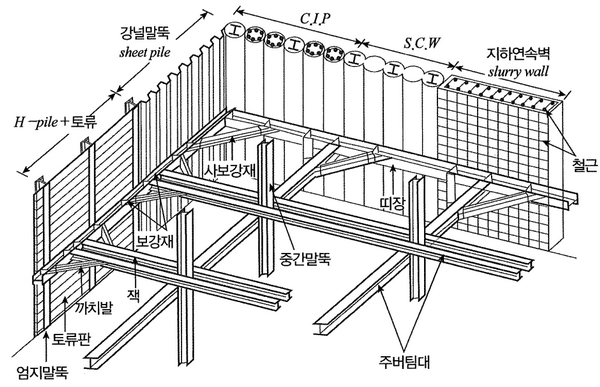 강널말뚝
sheet pile
C.I.P
S.C.W
지하연속벽
slurry wall
H-pile+토류
철근
사보강재
띠장
보강재
중간말뚝
잭
까치발
토류판
엄지말뚝
주버팀대